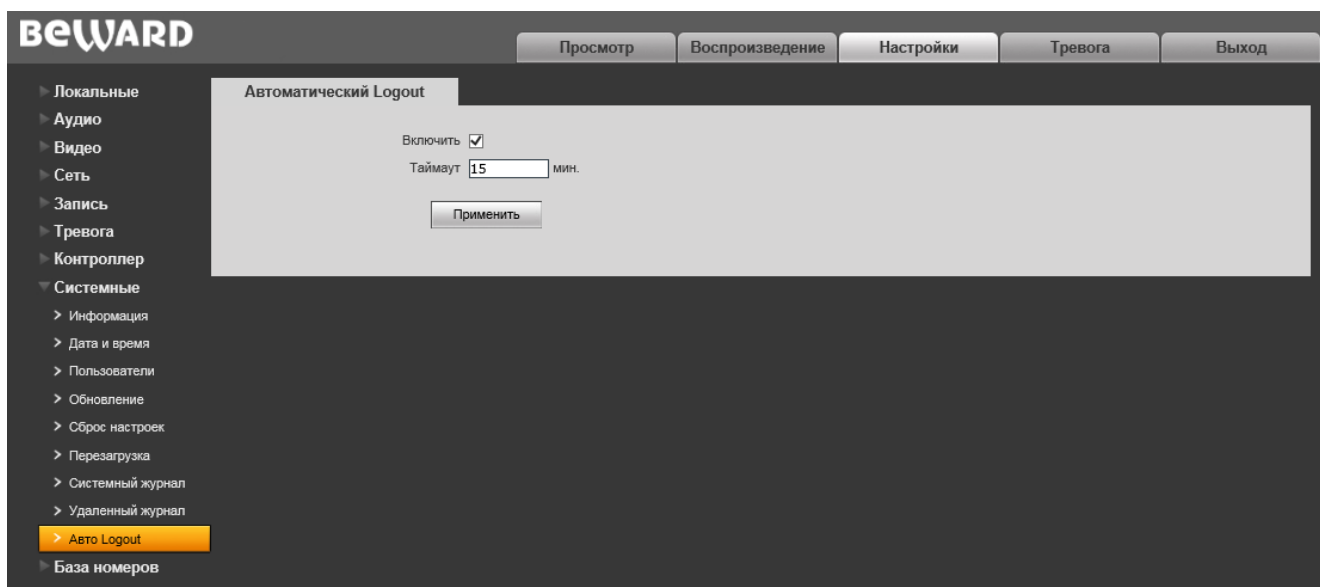 BEWARD
Просмотр
Воспроизведение
Настройки
Тревога
Выход
Локальные
Аудио
Видео
Сеть
Запись
Тревога
Контроллер
Системные
Информация
Дата и время
Пользователи
Обновление
Сброс настроек
Перезагрузка
Системный журнал
Удаленный журнал
Авто Logout
База номеров
Автоматический Logout
Включить
Таймаут 15 мин.
Применить